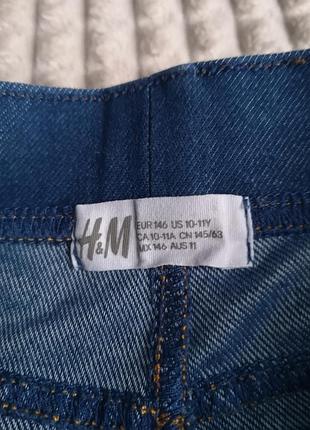 H&M
EUR 146 US 10-11Y
CA 10-11A CN 145/63
MX 146 AUS 11